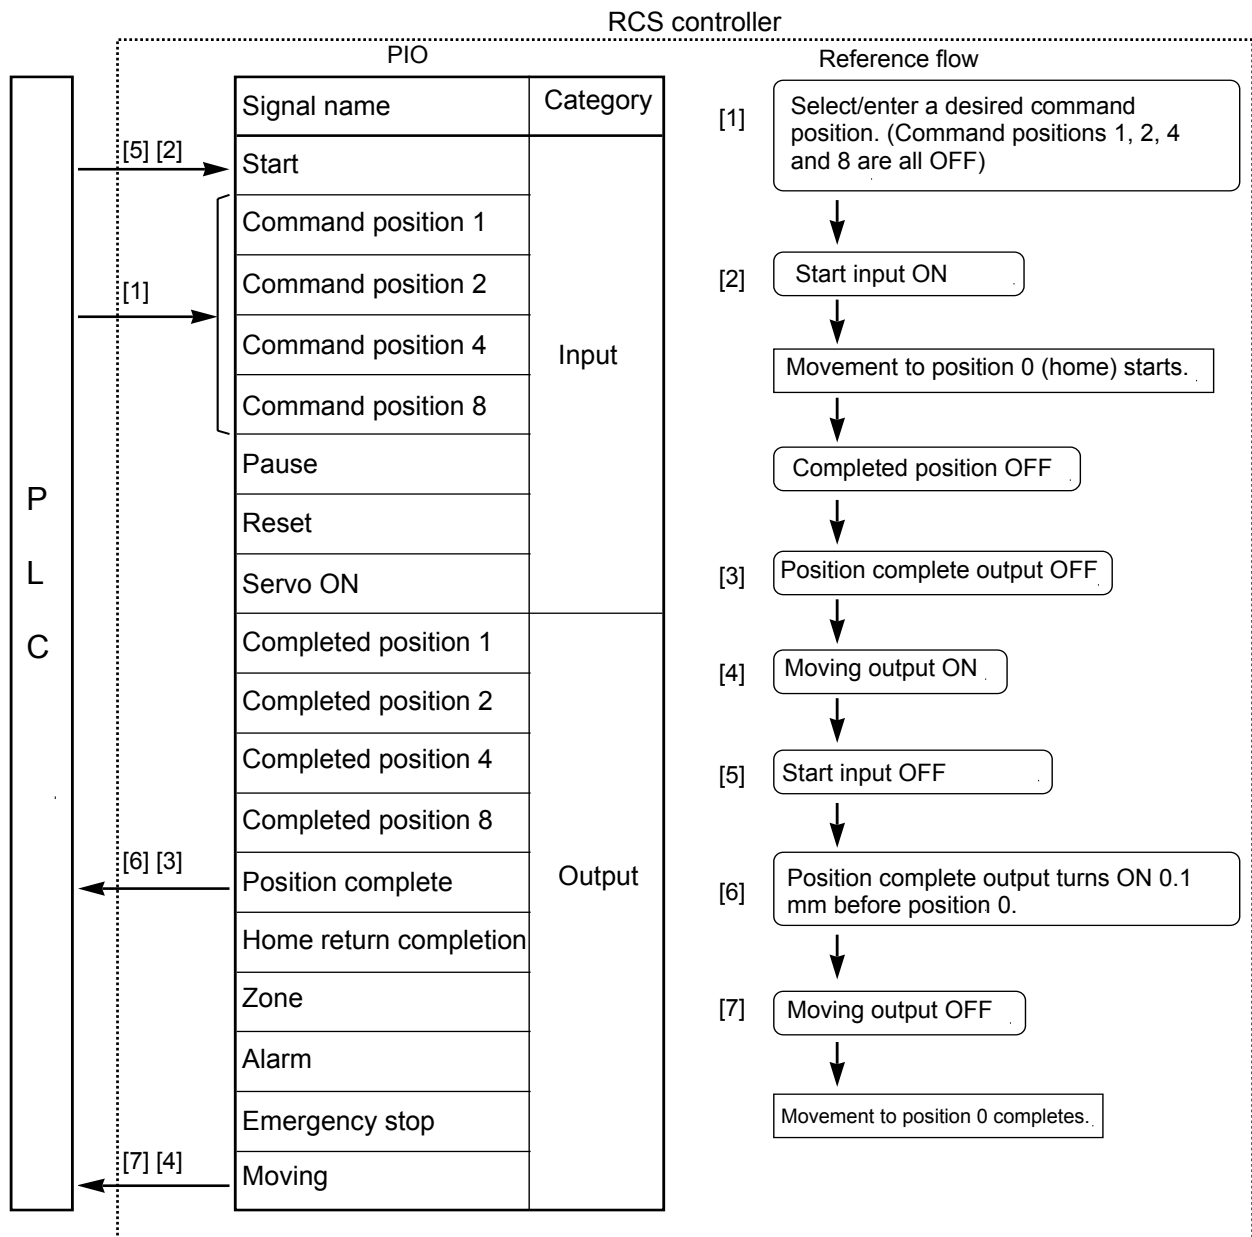 RCS controller
PIO
Signal name
Category
[5] [2]
Start
Command position 1
[1]
Command position 2
Command position 4
Command position 8
Input
Pause
Reset
Servo ON
P
L
C
Completed position 1
Completed position 2
Completed position 4
Completed position 8
[6] [3]
Position complete
Output
Home return completion
Zone
Alarm
Emergency stop
[7] [4]
Moving
Reference flow
[1]
Select/enter a desired command
position. (Command positions 1, 2, 4
and 8 are all OFF)
[2]
Start input ON
Movement to position 0 (home) starts.
Completed position OFF
[3]
Position complete output OFF
[4]
Moving output ON
[5]
Start input OFF
[6]
Position complete output turns ON 0.1
mm before position 0.
[7]
Moving output OFF
Movement to position 0 completes.